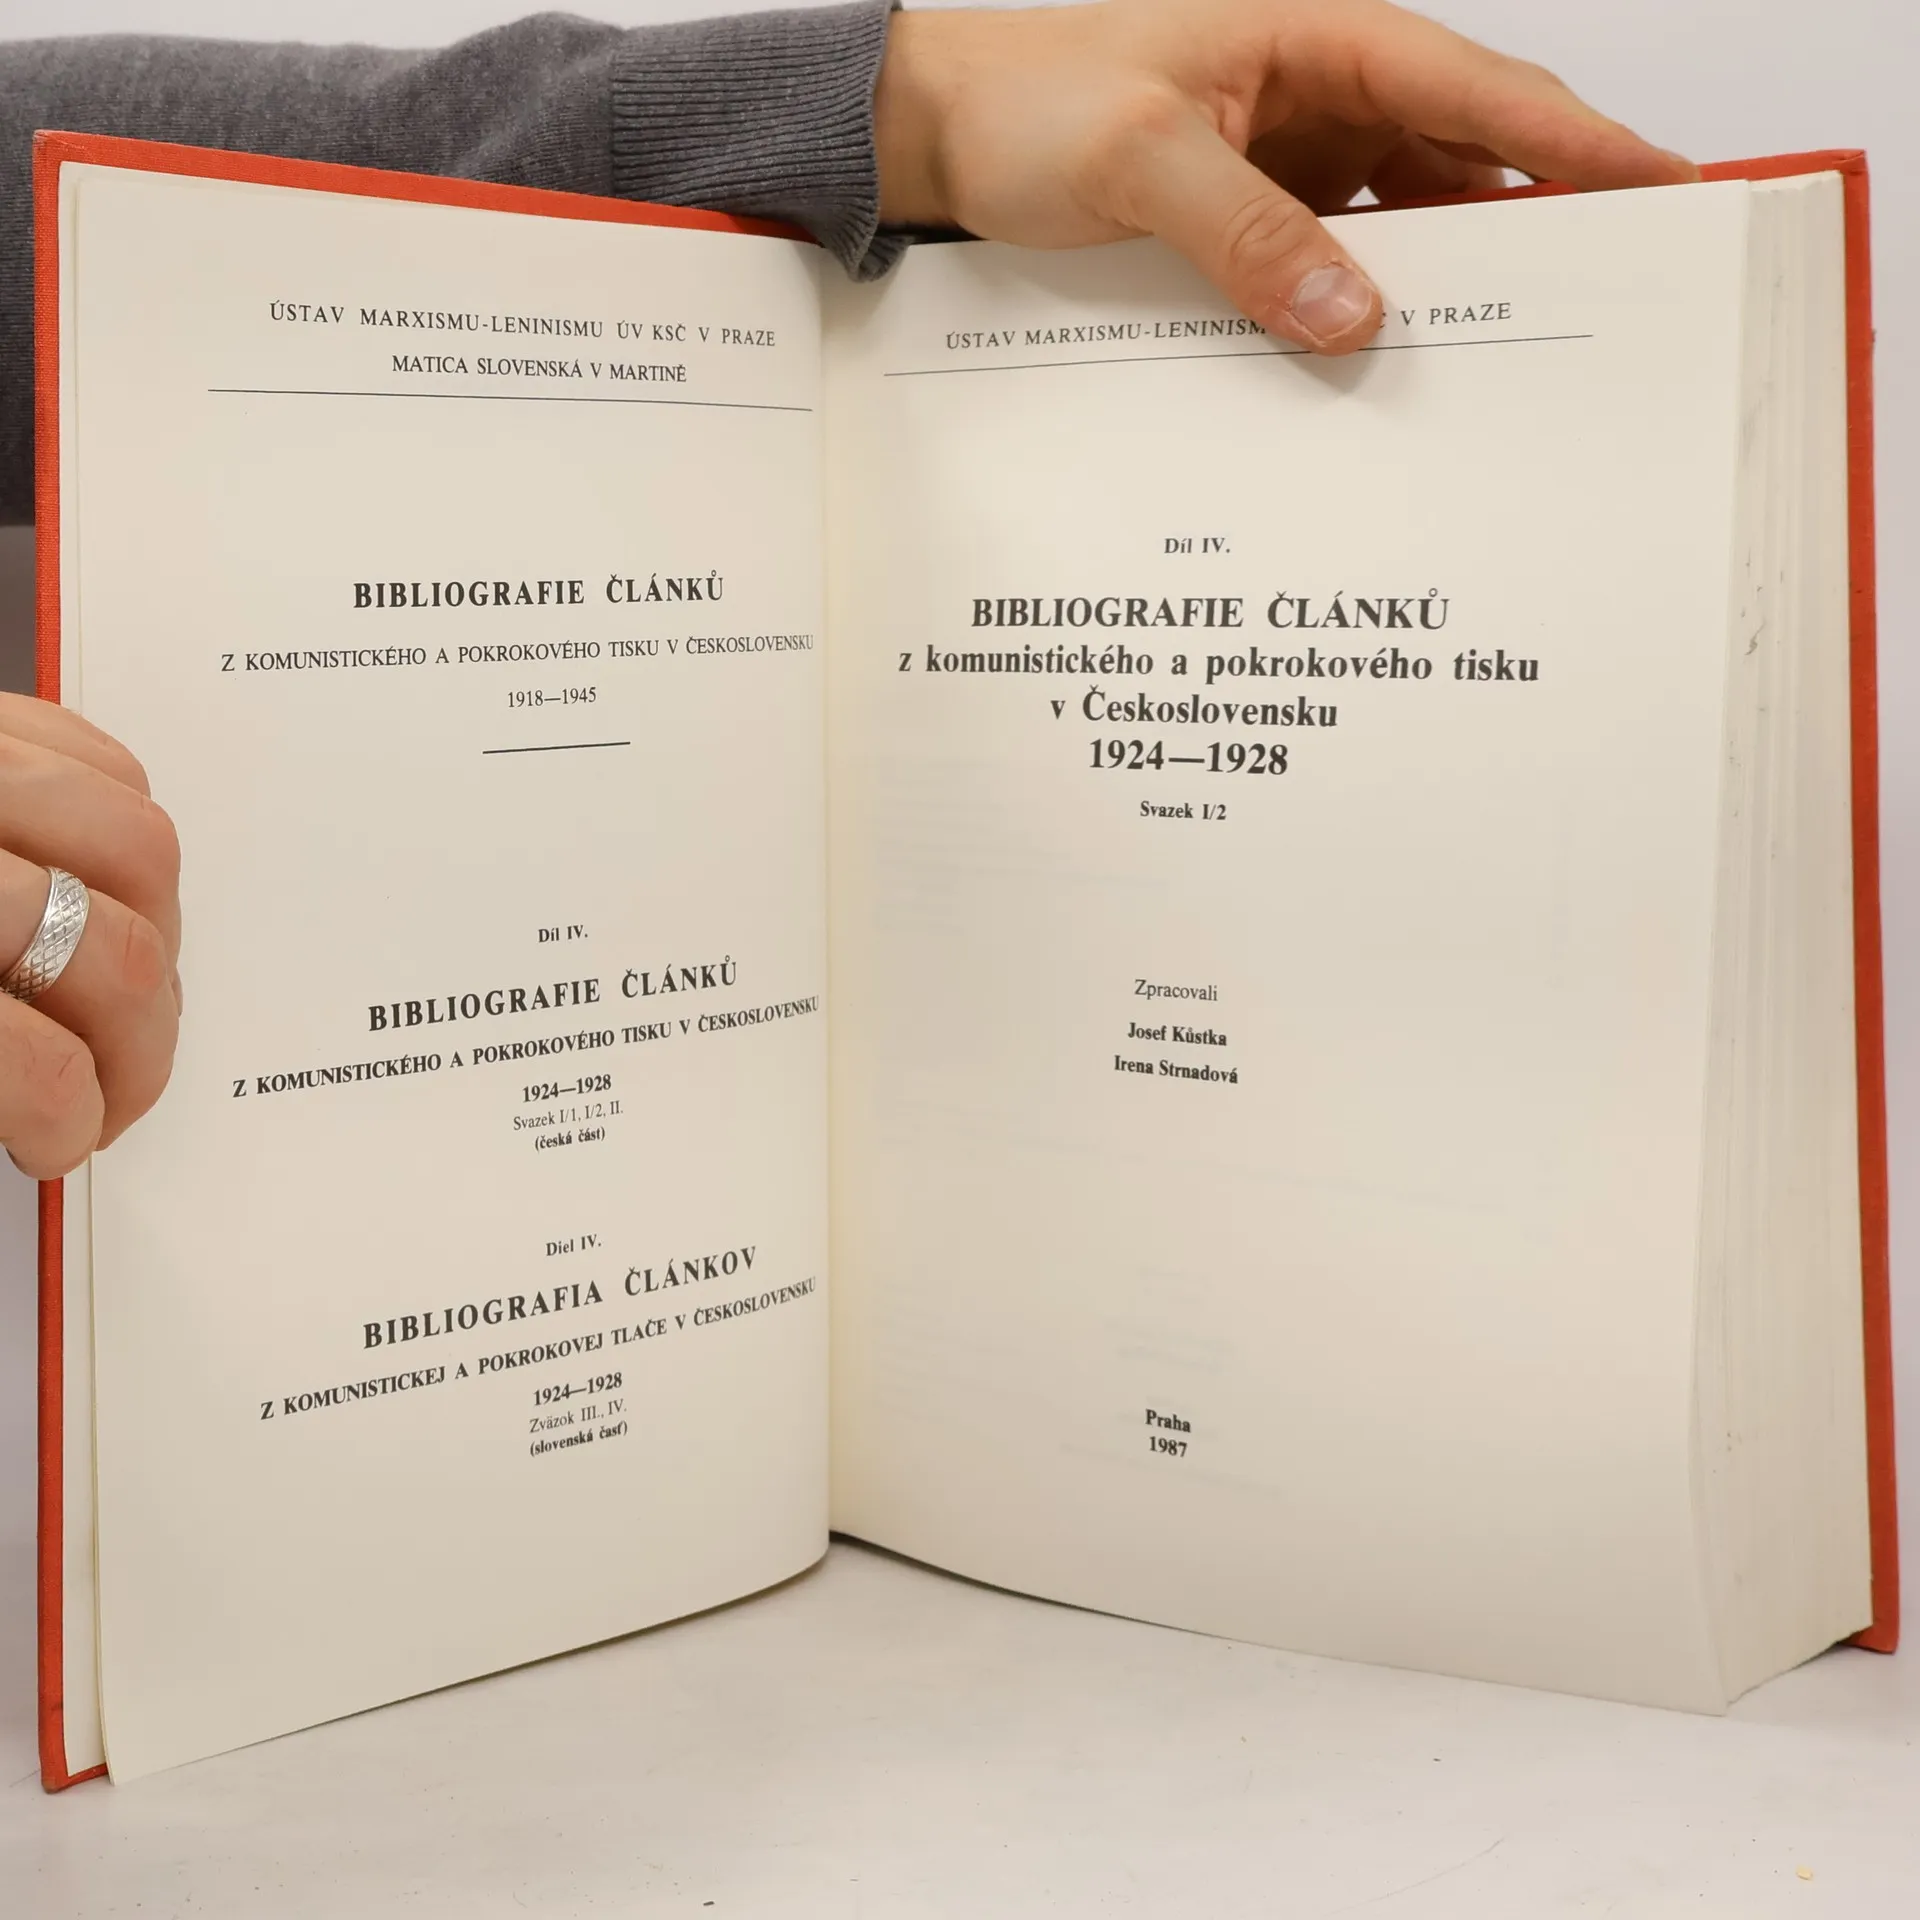 ÚSTAV MARXISMU-LENINISMU ÚV KSČ V PRAZE
MATICA SLOVENSKÁ V MARTINĚ
BIBLIOGRAFIE ČLÁNKŮ
Z KOMUNISTICKÉHO A POKROKOVÉHO TISKU V ČESKOSLOVENSKU
1918—1945
Díl IV.
BIBLIOGRAFIE ČLÁNKŮ
Z KOMUNISTICKÉHO A POKROKOVÉHO TISKU V ČESKOSLOVENSKU
1924—1928
Svazek I/1, I/2, II.
(česká část)
Diel IV.
BIBLIOGRAFIA ČLÁNKOV
Z KOMUNISTICKEJ A POKROKOVEJ TLAČE V ČESKOSLOVENSKU
1924—1928
Zväzok III., IV.
(slovenská časť)
ÚSTAV MARXISMU-LENINISM V PRAZE
Díl IV.
BIBLIOGRAFIE ČLÁNKŮ
z komunistického a pokrokového tisku
v Československu
1924—1928
Svazek I/2
Zpracovali
Josef Kůstka
Irena Strnadová
Praha
1987